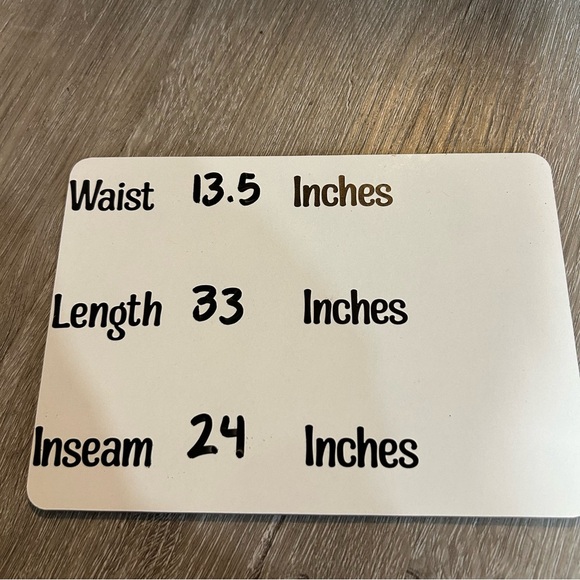 Waist 13.5 Inches
Length 33 Inches
Inseam 24 Inches